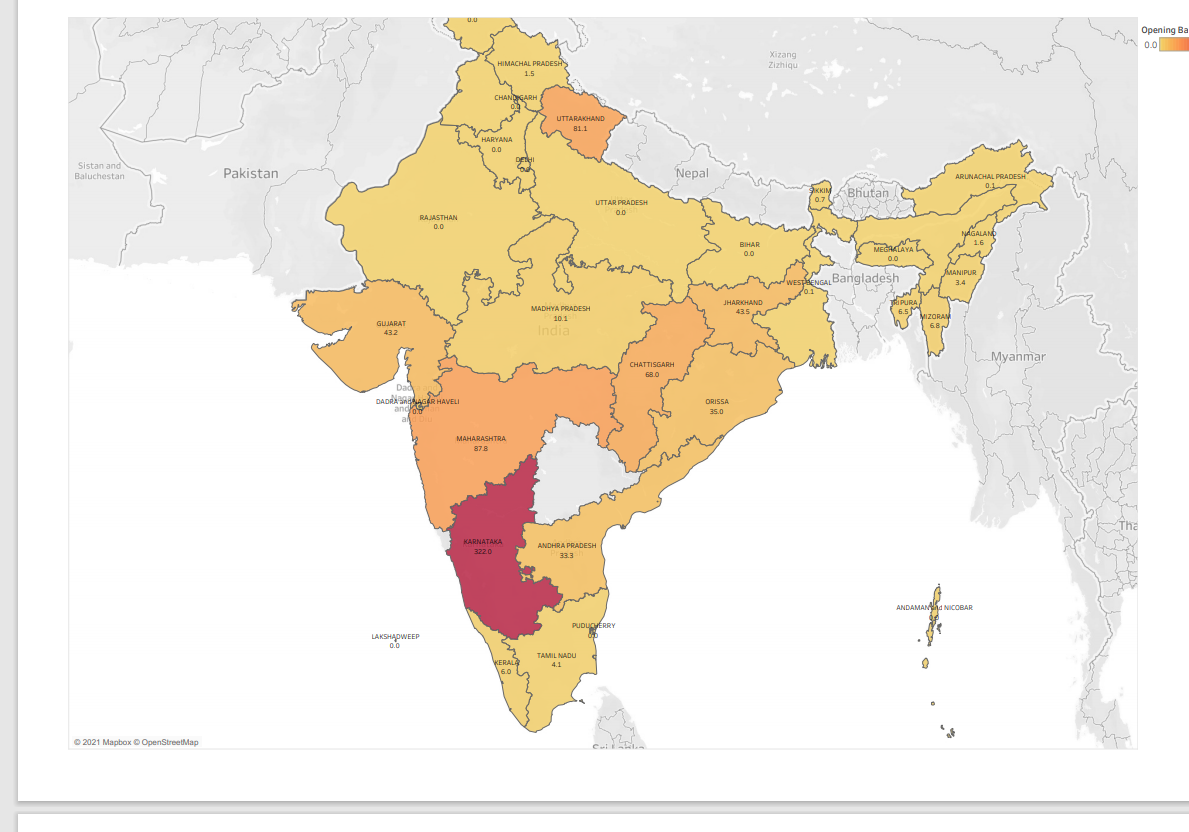 Opening Ba
0.0
0.0
HIMACHAL PRADESH
1.5
Xizang
Zizhiqu
CHANDIGARH
0.0
UTTARAKHAND
81.1
HARYANA
0.0
DELHI
0.0
Sistan and
Baluchestan
Pakistan
Nepal
ARUNACHAL PRADESH
0.1
SIKKIM
0.7
Bhutan
UTTAR PRADESH
0.0
RAJASTHAN
0.0
NAGALAND
1.6
BIHAR
0.0
MEGHALAYA
0.0
MANIPUR
3.4
Bangladesh
WEST BENGAL
0.1
JHARKHAND
43.5
TRIPURA
6.5
MADHYA PRADESH
10.1
India
MIZORAM
6.8
GUJARAT
43.2
Myanmar
CHATTISGARH
68.0
DADRA and NAGAR HAVELI
0.0
ORISSA
35.0
MAHARASHTRA
87.8
Tha
KARNATAKA
322.0
ANDHRA PRADESH
33.3
ANDAMAN and NICOBAR
PUDUCHERRY
0.0
LAKSHADWEEP
0.0
KERALA
6.0
TAMIL NADU
4.1
© 2021 Mapbox © OpenStreetMap
Sri Lanka